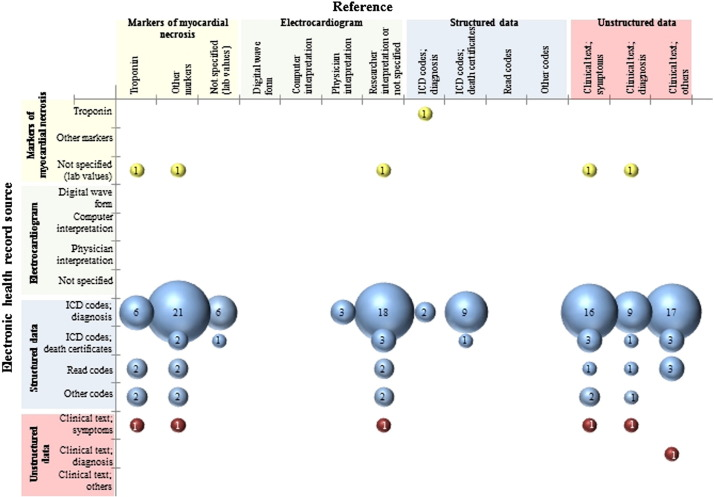 Reference
Markers of myocardial necrosis
Electrocardiogram
Structured data
Unstructured data
Troponin
Other markers
Not specified (lab values)
Digital wave form
Computer interpretation
Physician interpretation
Researcher interpretation or not specified
ICD codes; diagnosis
ICD codes; death certificates
Read codes
Other codes
Clinical text; symptoms
Clinical text; diagnosis
Clinical text; others
Electronic health record source
Markers of myocardial necrosis
Troponin
1
Other markers
Not specified (lab values)
1 1 1 1 1
Electrocardiogram
Digital wave form
Computer interpretation
Physician interpretation
Not specified
Structured data
ICD codes; diagnosis
6 21 6 3 18 2 9 16 9 17
ICD codes; death certificates
2 1 3 1 3 1 3
Read codes
2 2 2 1 1 3
Other codes
2 2 2 2 1
Unstructured data
Clinical text; symptoms
1 1 1 1 1
Clinical text; diagnosis
1
Clinical text; others